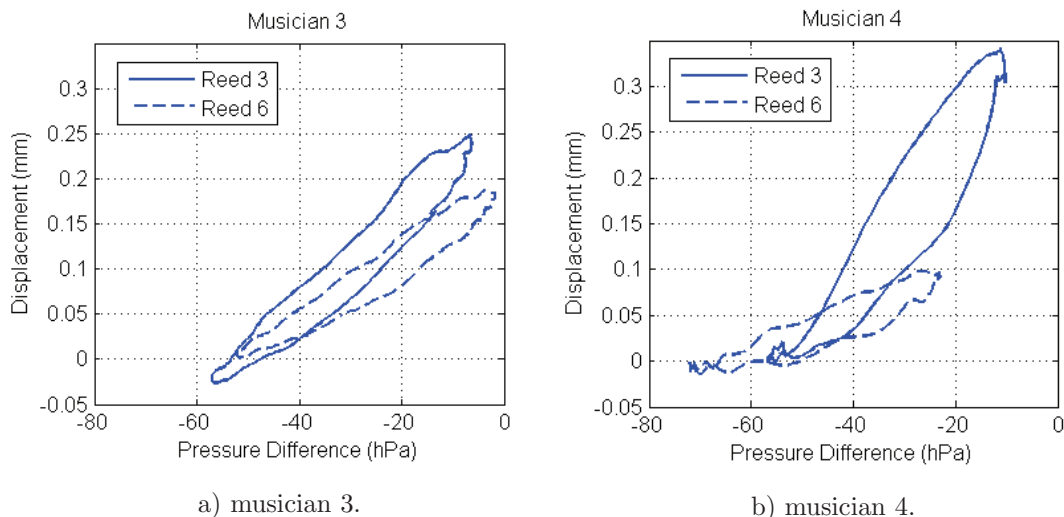 Musician 3
Reed 3
Reed 6
0.3
0.25
0.2
0.15
0.1
0.05
0
-0.05
-80
-60
-40
-20
0
Displacement (mm)
Pressure Difference (hPa)
a) musician 3.
Musician 4
Reed 3
Reed 6
0.3
0.25
0.2
0.15
0.1
0.05
0
-0.05
-80
-60
-40
-20
0
Displacement (mm)
Pressure Difference (hPa)
b) musician 4.